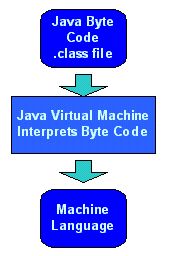 Java Byte
Code
.class file
Java Virtual Machine
Interprets Byte Code
Machine
Language